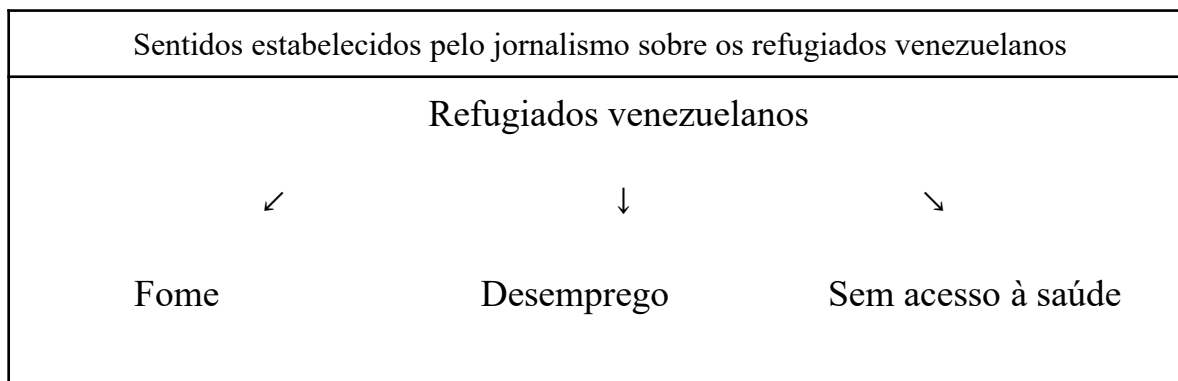 Sentidos estabelecidos pelo jornalismo sobre os refugiados venezuelanos
Refugiados venezuelanos
↙ ↓ ↘
Fome Desemprego Sem acesso à saúde